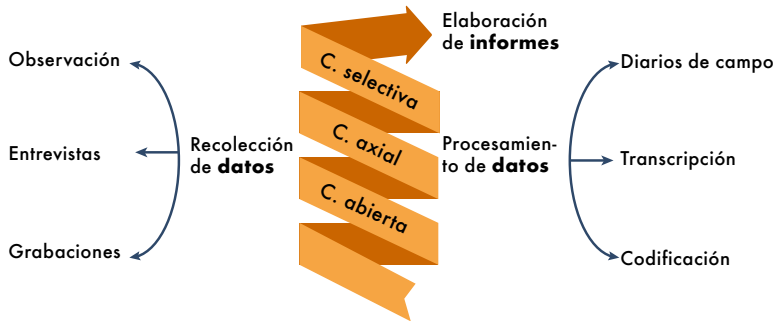 Observación
Entrevistas
Grabaciones
Recolección
de datos
C. selectiva
C. axial
C. abierta
Elaboración
de informes
Procesamien-
to de datos
Diarios de campo
Transcripción
Codificación